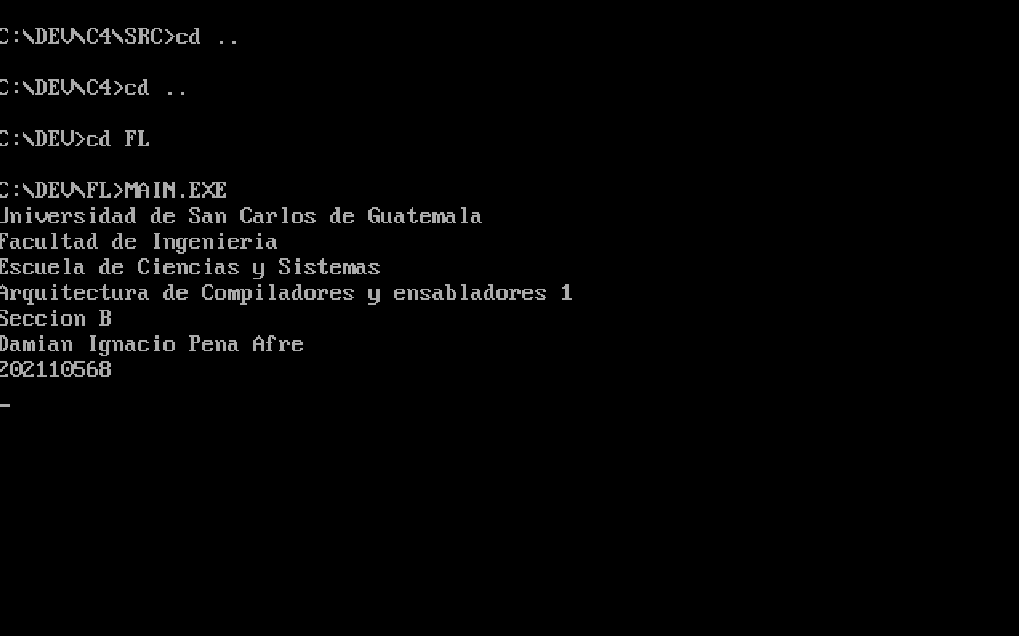 C:\DEV\C4\SRC>cd ..
C:\DEV\C4>cd ..
C:\DEV>cd FL
C:\DEV\FL>MAIN.EXE
Universidad de San Carlos de Guatemala
Facultad de Ingenieria
Escuela de Ciencias y Sistemas
Arquitectura de Compiladores y ensabladores 1
Seccion B
Damian Ignacio Pena Afre
202110568
_